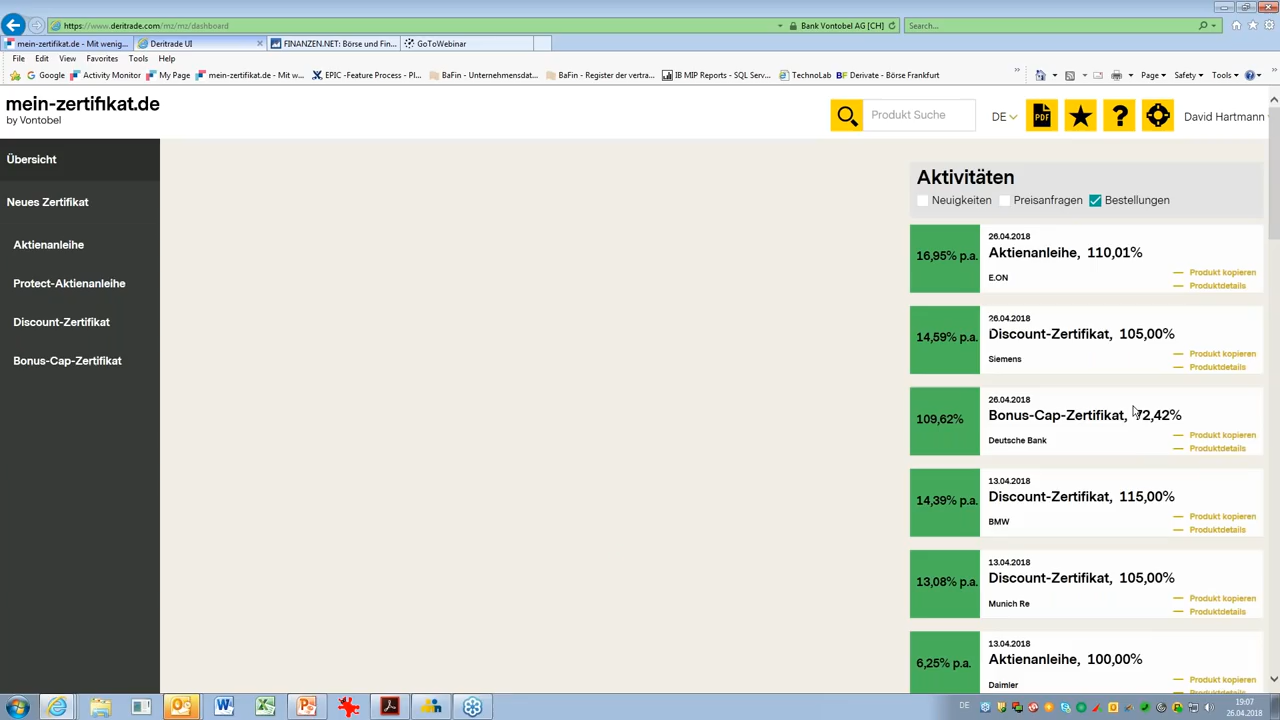 https://www.deritrade.com/mz/mz/dashboard
Bank Vontobel AG [CH]
Search...
mein-zertifikat.de - Mit wenig...
Deritrade UI
FINANZEN.NET: Börse und Fin...
GoToWebinar
File Edit View Favorites Tools Help
Google
Activity Monitor
My Page
mein-zertifikat.de - Mit w...
EPIC -Feature Process - Pl...
BaFin - Unternehmensdat...
BaFin - Register der vertra...
IB MIP Reports - SQL Serv...
TechnoLab
Derivate - Börse Frankfurt
Page
Safety
Tools
mein-zertifikat.de
by Vontobel
Produkt Suche
DE
PDF
?
David Hartmann
Übersicht
Neues Zertifikat
Aktienanleihe
Protect-Aktienanleihe
Discount-Zertifikat
Bonus-Cap-Zertifikat
Aktivitäten
Neuigkeiten Preisanfragen Bestellungen
26.04.2018
16,95% p.a.
Aktienanleihe, 110,01%
E.ON
Produkt kopieren
Produktdetails
26.04.2018
14,59% p.a.
Discount-Zertifikat, 105,00%
Siemens
Produkt kopieren
Produktdetails
26.04.2018
109,62%
Bonus-Cap-Zertifikat, 72,42%
Deutsche Bank
Produkt kopieren
Produktdetails
13.04.2018
14,39% p.a.
Discount-Zertifikat, 115,00%
BMW
Produkt kopieren
Produktdetails
13.04.2018
13,08% p.a.
Discount-Zertifikat, 105,00%
Munich Re
Produkt kopieren
Produktdetails
13.04.2018
6,25% p.a.
Aktienanleihe, 100,00%
Daimler
Produkt kopieren
DE
19:07
26.04.2018